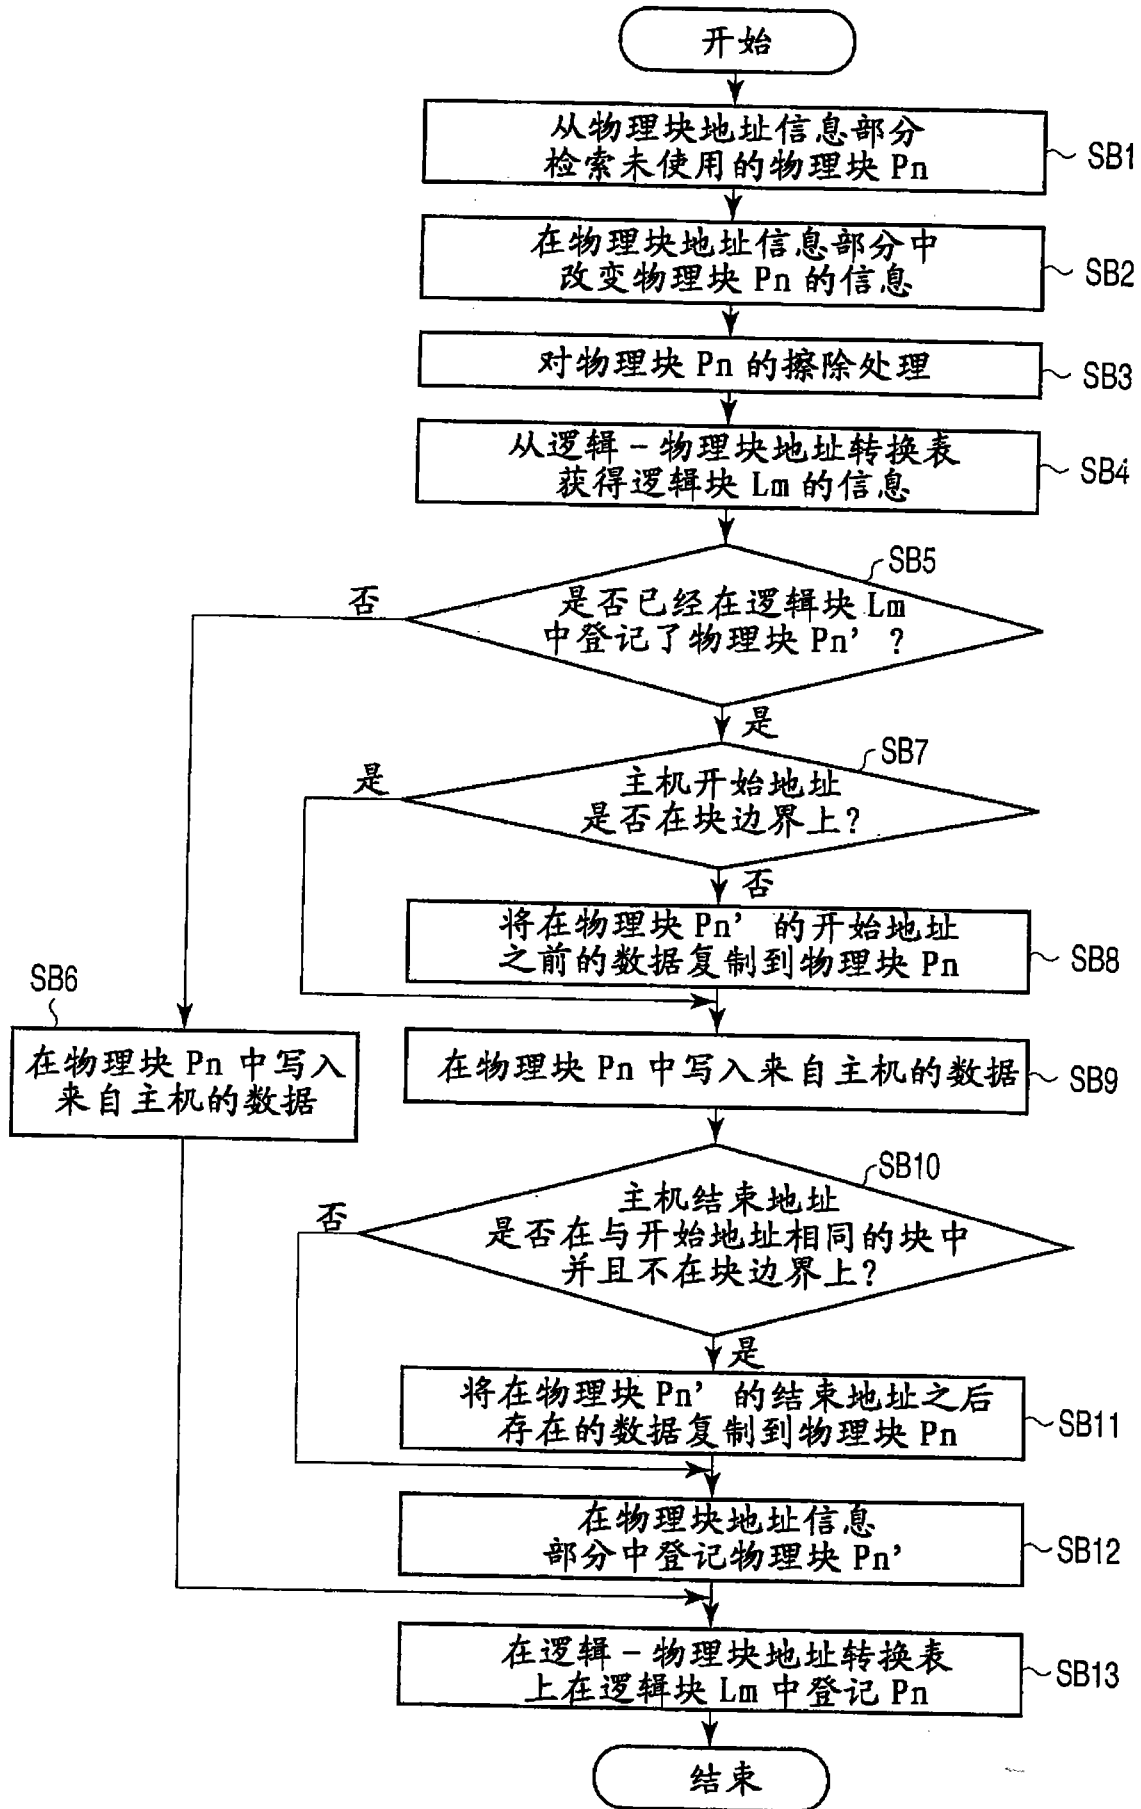 开始
从物理块地址信息部分
检索未使用的物理块 Pn
SB1
在物理块地址信息部分中
改变物理块 Pn 的信息
SB2
对物理块 Pn 的擦除处理
SB3
从逻辑－物理块地址转换表
获得逻辑块 Lm 的信息
SB4
SB5
是否已经在逻辑块 Lm
中登记了物理块 Pn’？
否
是
SB7
主机开始地址
是否在块边界上？
是
否
将在物理块 Pn’ 的开始地址
之前的数据复制到物理块 Pn
SB8
SB6
在物理块 Pn 中写入
来自主机的数据
在物理块 Pn 中写入来自主机的数据
SB9
SB10
主机结束地址
是否在与开始地址相同的块中
并且不在块边界上？
否
是
将在物理块 Pn’ 的结束地址之后
存在的数据复制到物理块 Pn
SB11
在物理块地址信息
部分中登记物理块 Pn’
SB12
在逻辑－物理块地址转换表
上在逻辑块 Lm 中登记 Pn
SB13
结束